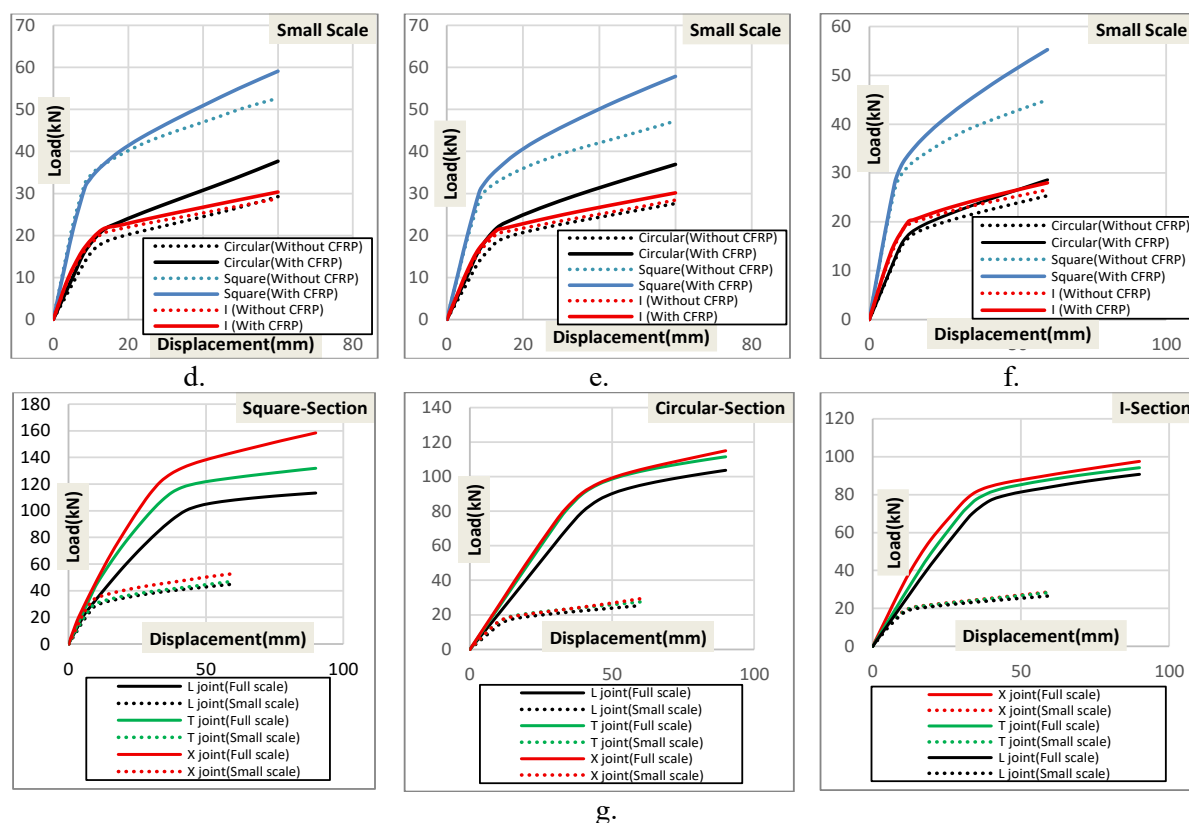 Small Scale
70
60
50
40
30
20
10
0
Load(kN)
Circular(Without CFRP)
Circular(With CFRP)
Square(Without CFRP)
Square(With CFRP)
I (Without CFRP)
I (With CFRP)
0
20
80
Displacement(mm)
d.
Small Scale
70
60
50
40
30
20
10
0
Load(kN)
Circular(Without CFRP)
Circular(With CFRP)
Square(Without CFRP)
Square(With CFRP)
I (Without CFRP)
I (With CFRP)
0
20
80
Displacement(mm)
e.
Small Scale
60
50
40
30
20
10
0
Load(kN)
Circular(Without CFRP)
Circular(With CFRP)
Square(Without CFRP)
Square(With CFRP)
I (Without CFRP)
I (With CFRP)
0
100
Displacement(mm)
f.
Square-Section
180
160
140
120
100
80
60
40
20
0
Load(kN)
Displacement(mm)
0
50
100
L joint(Full scale)
L joint(Small scale)
T joint(Full scale)
T joint(Small scale)
X joint(Full scale)
X joint(Small scale)
Circular-Section
140
120
100
80
60
40
20
0
Load(kN)
Displacement(mm)
0
50
100
L joint(Full scale)
L joint(Small scale)
T joint(Full scale)
T joint(Small scale)
X joint(Full scale)
X joint(Small scale)
I-Section
120
100
80
60
40
20
0
Load(kN)
Displacement(mm)
0
50
100
X joint(Full scale)
X joint(Small scale)
T joint(Full scale)
T joint(Small scale)
L joint(Full scale)
L joint(Small scale)
g.